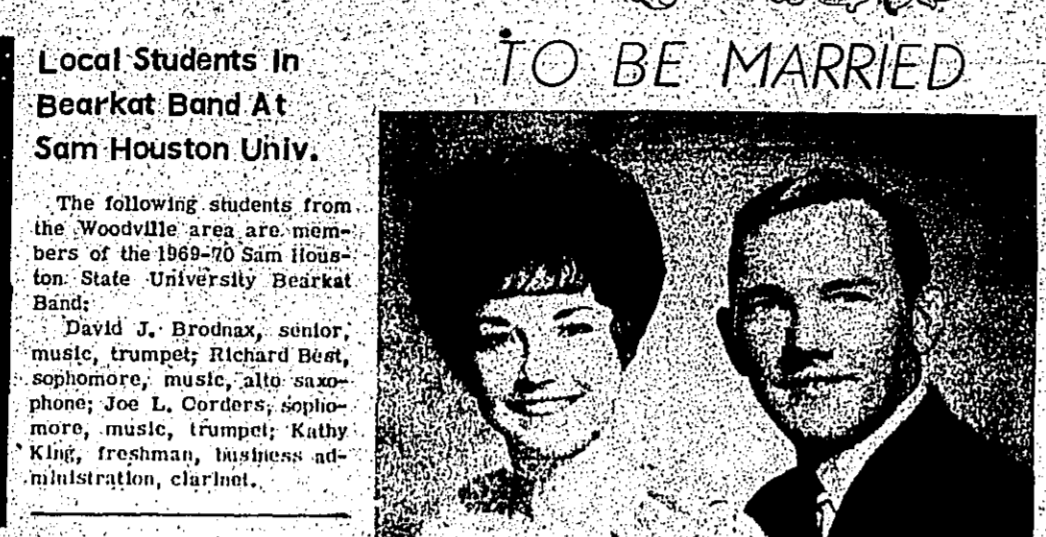 Local Students In
Bearkat Band At
Sam Houston Univ.
The following students from
the Woodville area are mem-
bers of the 1969-70 Sam Hous-
ton State University Bearkat
Band:
David J. Brodnax, senior,
music, trumpet; Richard Best,
sophomore, music, alto saxo-
phone; Joe L. Corders, sopho-
more, music, trumpet; Kathy
King, freshman, business ad-
ministration, clarinet.
TO BE MARRIED